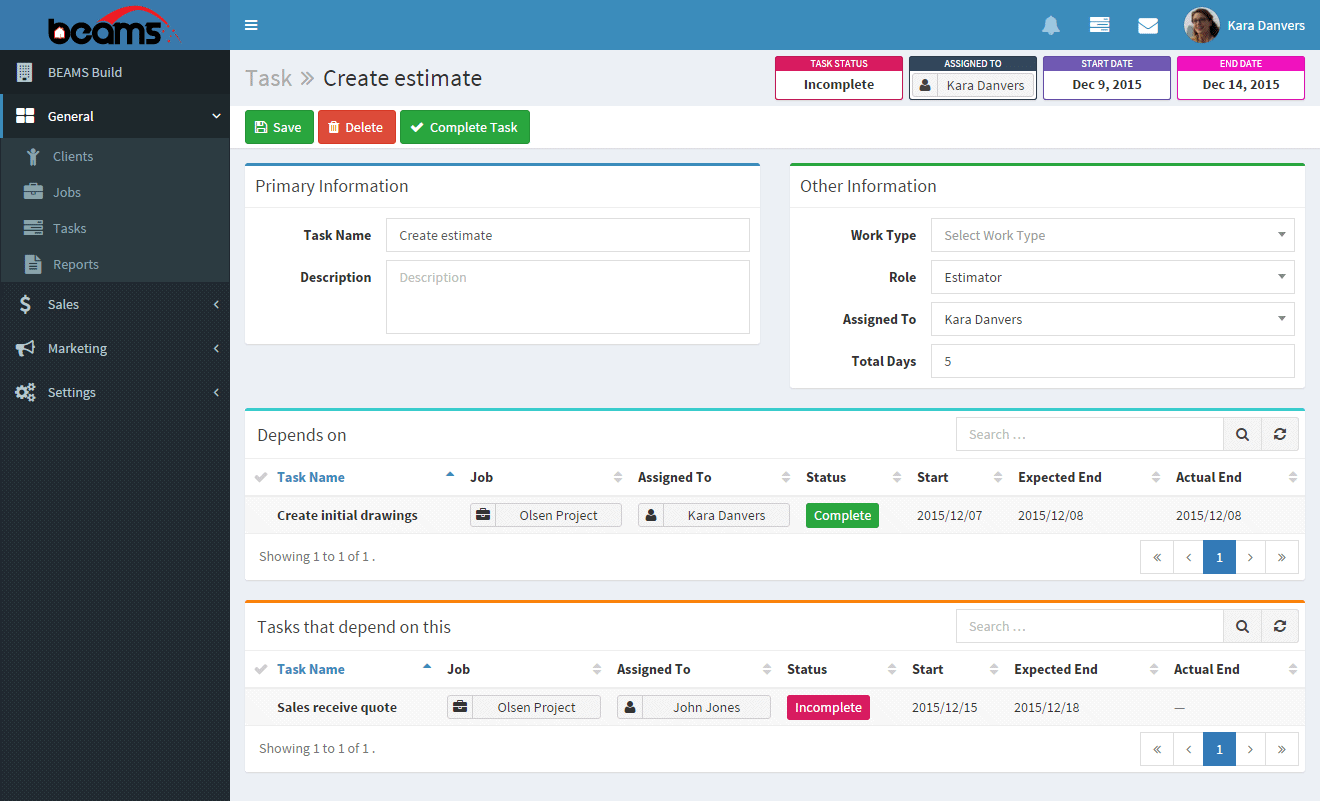 beams
Kara Danvers
BEAMS Build
General
Clients
Jobs
Tasks
Reports
Sales
Marketing
Settings
Task » Create estimate
TASK STATUS
Incomplete
ASSIGNED TO
Kara Danvers
START DATE
Dec 9, 2015
END DATE
Dec 14, 2015
Save Delete Complete Task
Primary Information
Task Name Create estimate
Description Description
Other Information
Work Type Select Work Type
Role Estimator
Assigned To Kara Danvers
Total Days 5
Depends on Search ...
Task Name Job Assigned To Status Start Expected End Actual End
Create initial drawings Olsen Project Kara Danvers Complete 2015/12/07 2015/12/08 2015/12/08
Showing 1 to 1 of 1 . « ‹ 1 › »
Tasks that depend on this Search ...
Task Name Job Assigned To Status Start Expected End Actual End
Sales receive quote Olsen Project John Jones Incomplete 2015/12/15 2015/12/18 —
Showing 1 to 1 of 1 . « ‹ 1 › »